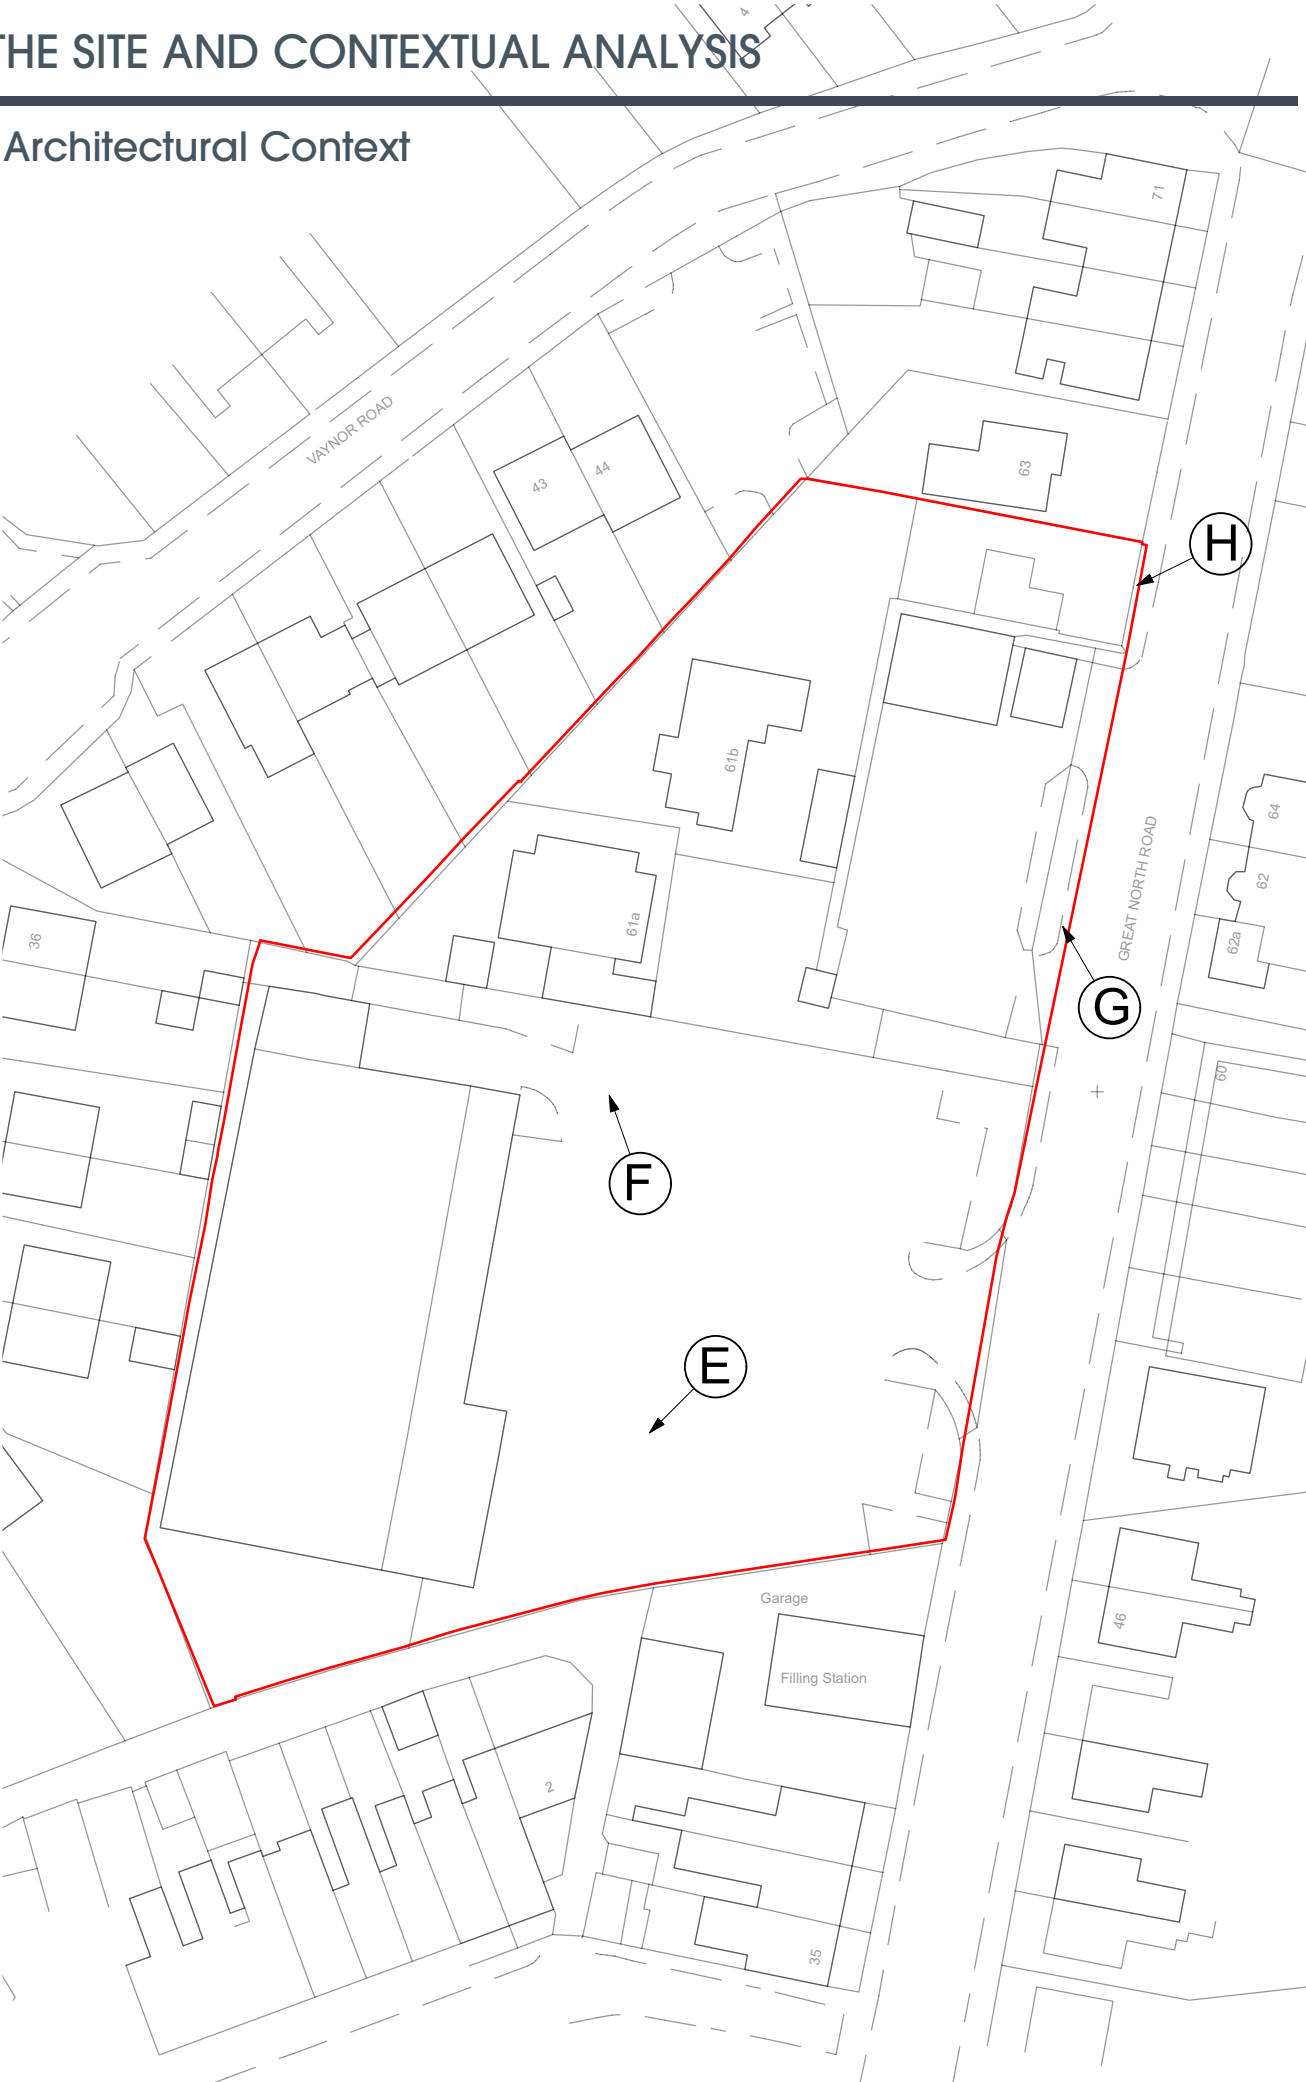 THE SITE AND CONTEXTUAL ANALYSIS
Architectural Context
4
71
VAYNOR ROAD
43
44
63
H
61b
64
GREAT NORTH ROAD
62
61a
62a
36
G
60
F
E
Garage
46
Filling Station
2
35